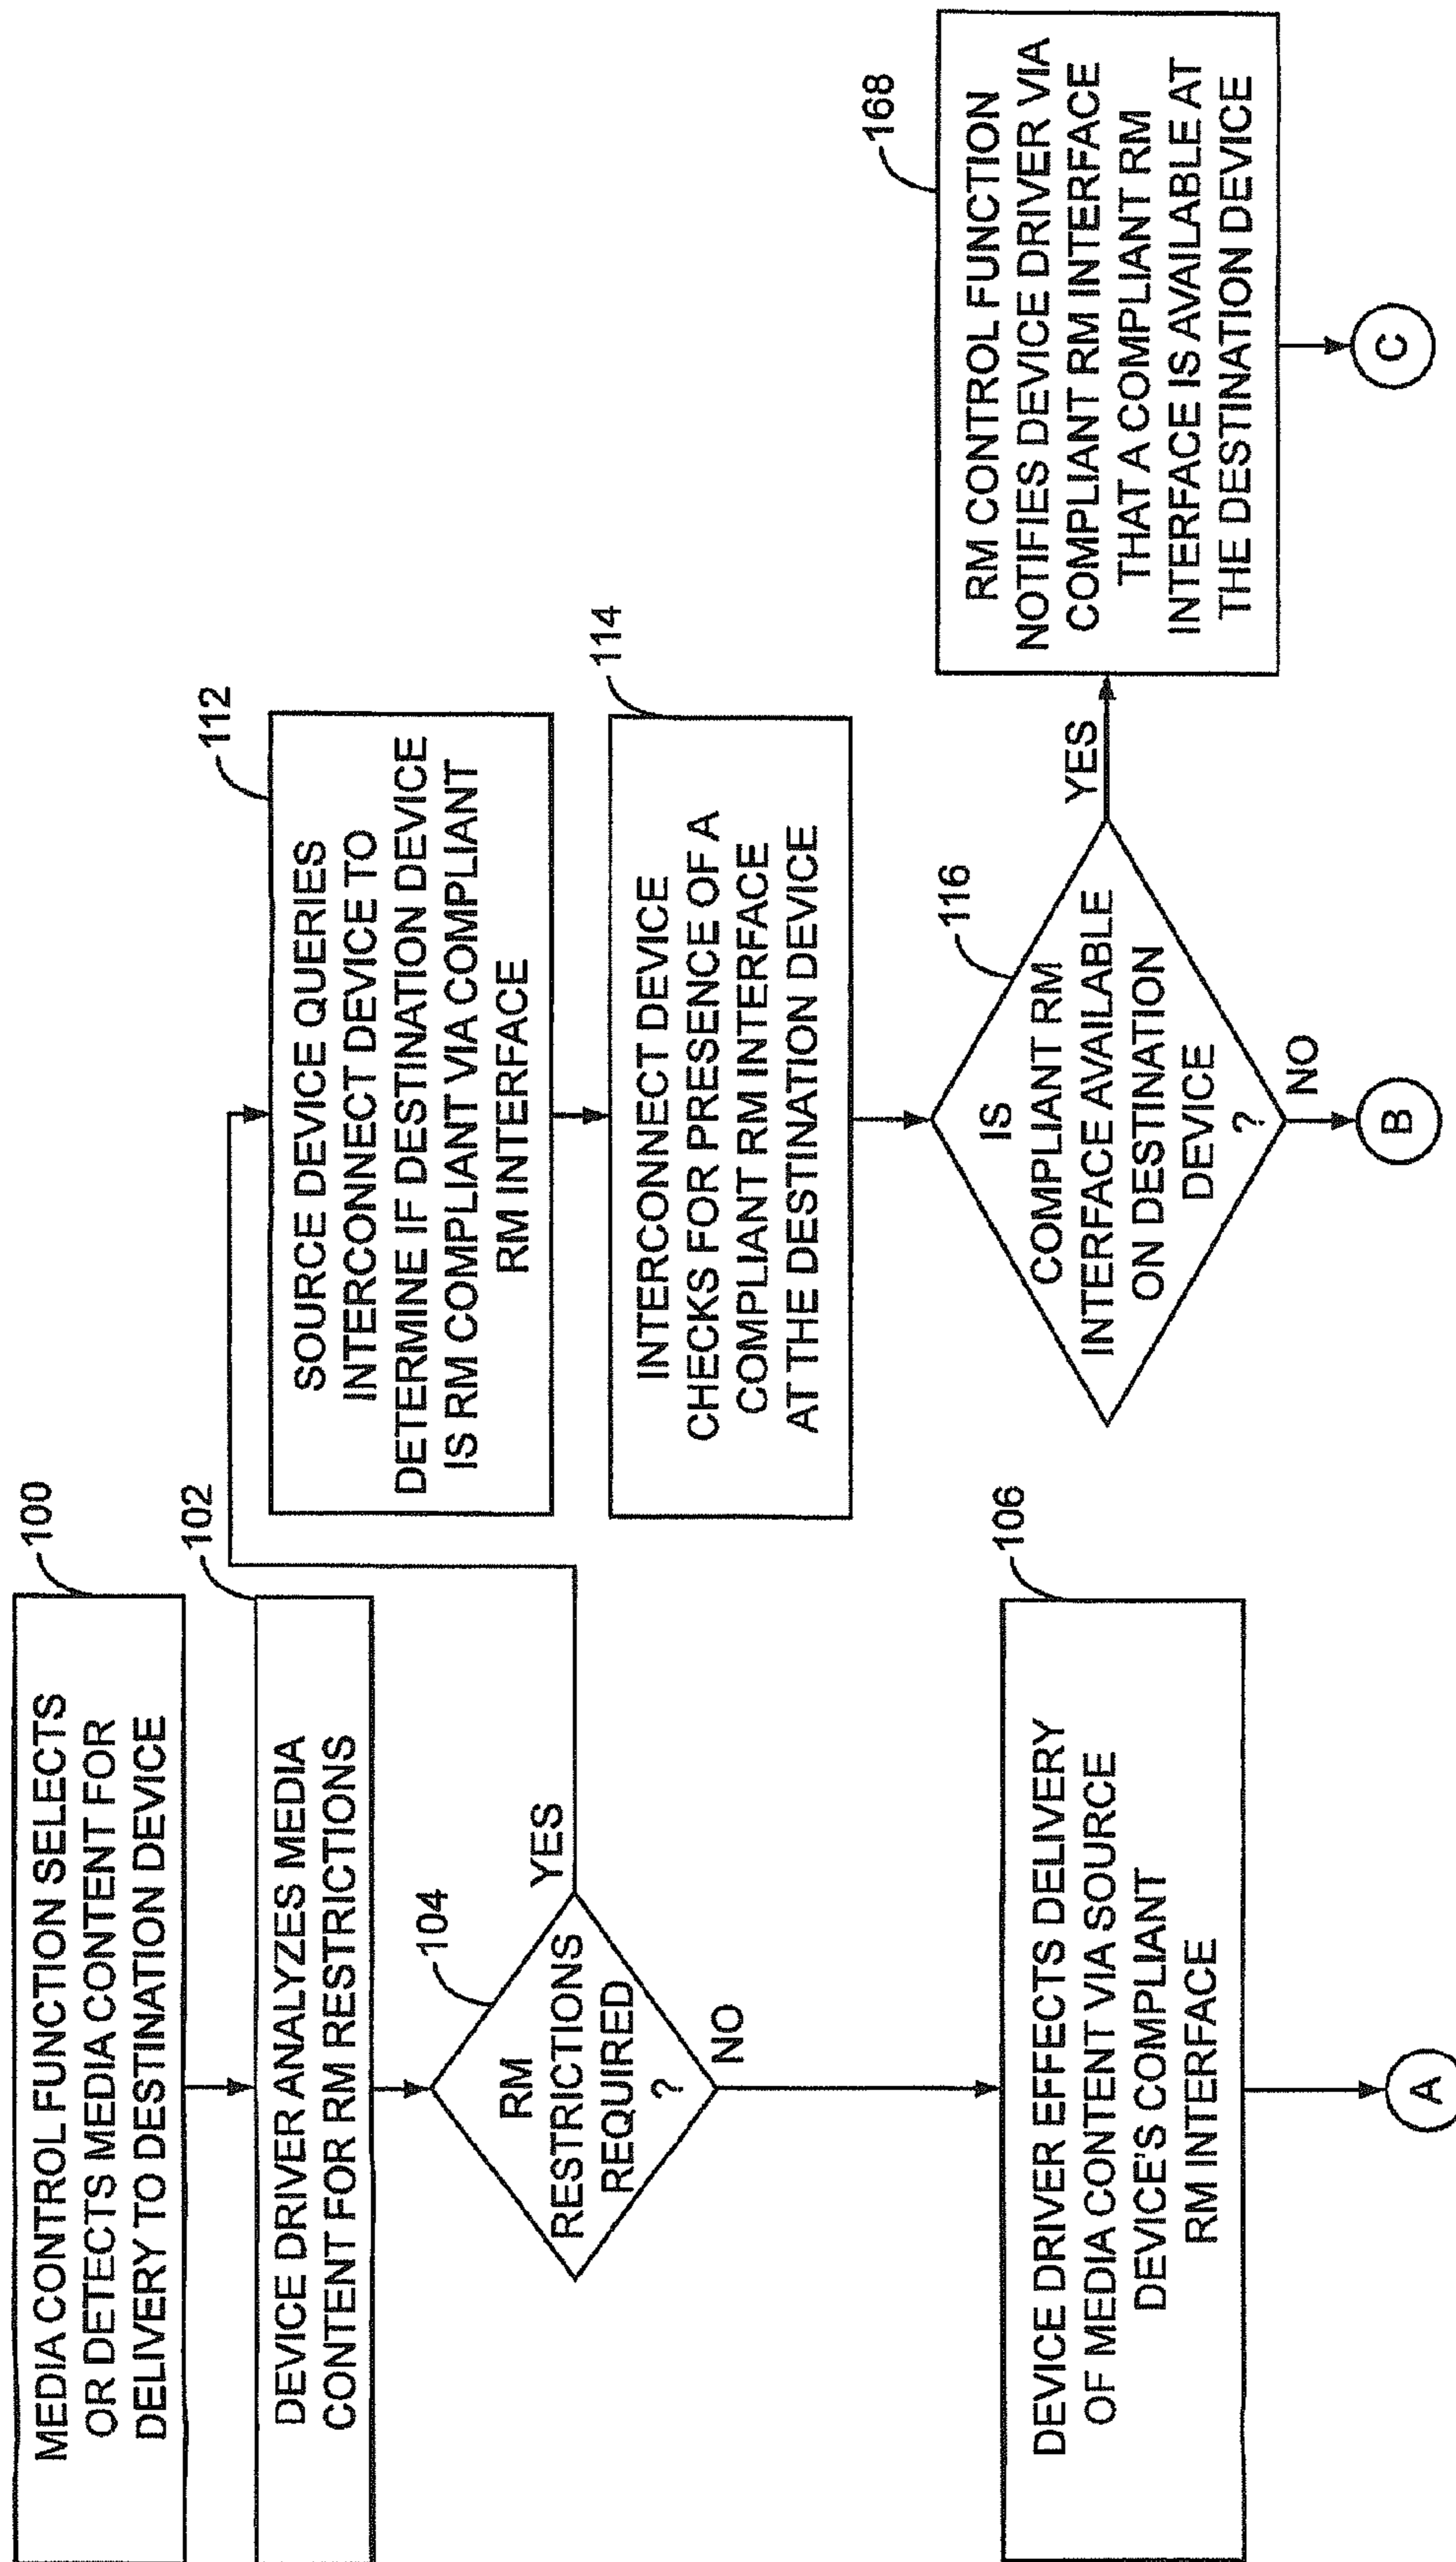 100
MEDIA CONTROL FUNCTION SELECTS
OR DETECTS MEDIA CONTENT FOR
DELIVERY TO DESTINATION DEVICE
102
DEVICE DRIVER ANALYZES MEDIA
CONTENT FOR RM RESTRICTIONS
104
RM
RESTRICTIONS
REQUIRED
?
YES
NO
106
DEVICE DRIVER EFFECTS DELIVERY
OF MEDIA CONTENT VIA SOURCE
DEVICE'S COMPLIANT
RM INTERFACE
A
112
SOURCE DEVICE QUERIES
INTERCONNECT DEVICE TO
DETERMINE IF DESTINATION DEVICE
IS RM COMPLIANT VIA COMPLIANT
RM INTERFACE
114
INTERCONNECT DEVICE
CHECKS FOR PRESENCE OF A
COMPLIANT RM INTERFACE
AT THE DESTINATION DEVICE
116
IS
COMPLIANT RM
INTERFACE AVAILABLE
ON DESTINATION
DEVICE
?
YES
NO
B
168
RM CONTROL FUNCTION
NOTIFIES DEVICE DRIVER VIA
COMPLIANT RM INTERFACE
THAT A COMPLIANT RM
INTERFACE IS AVAILABLE AT
THE DESTINATION DEVICE
C